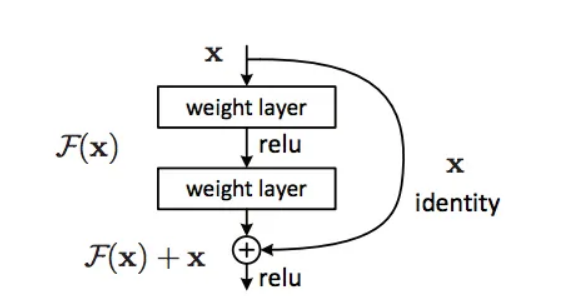 x
weight layer
relu
F(x)
weight layer
x
identity
F(x) + x
+
relu